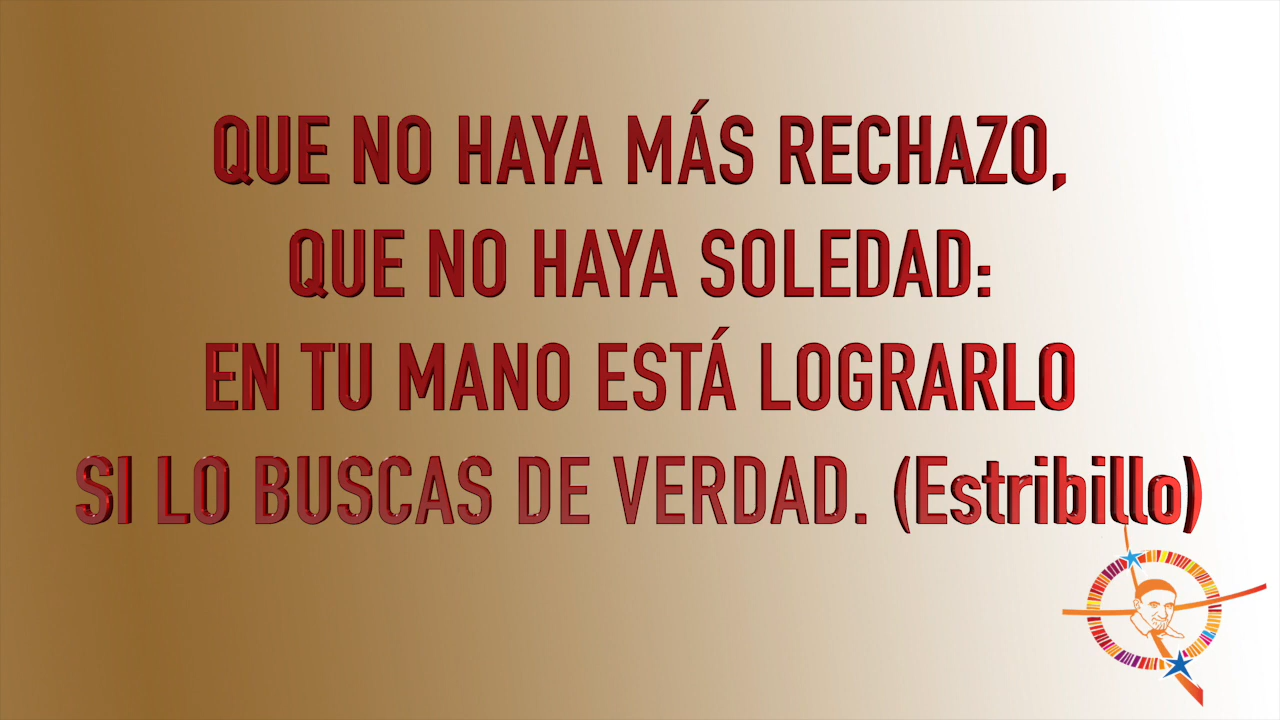 QUE NO HAYA MÁS RECHAZO,
QUE NO HAYA SOLEDAD:
EN TU MANO ESTÁ LOGRARLO
SI LO BUSCAS DE VERDAD. (Estribillo)